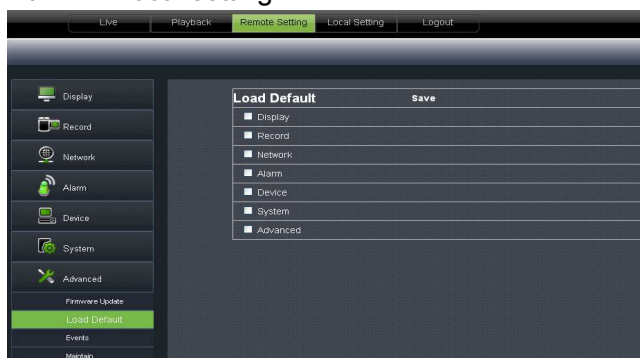 Live Playback Remote Setting Local Setting Logout
Display
Record
Network
Alarm
Device
System
Advanced
Firmware Update
Load Default
Events
Maintain
Load Default Save
Display
Record
Network
Alarm
Device
System
Advanced